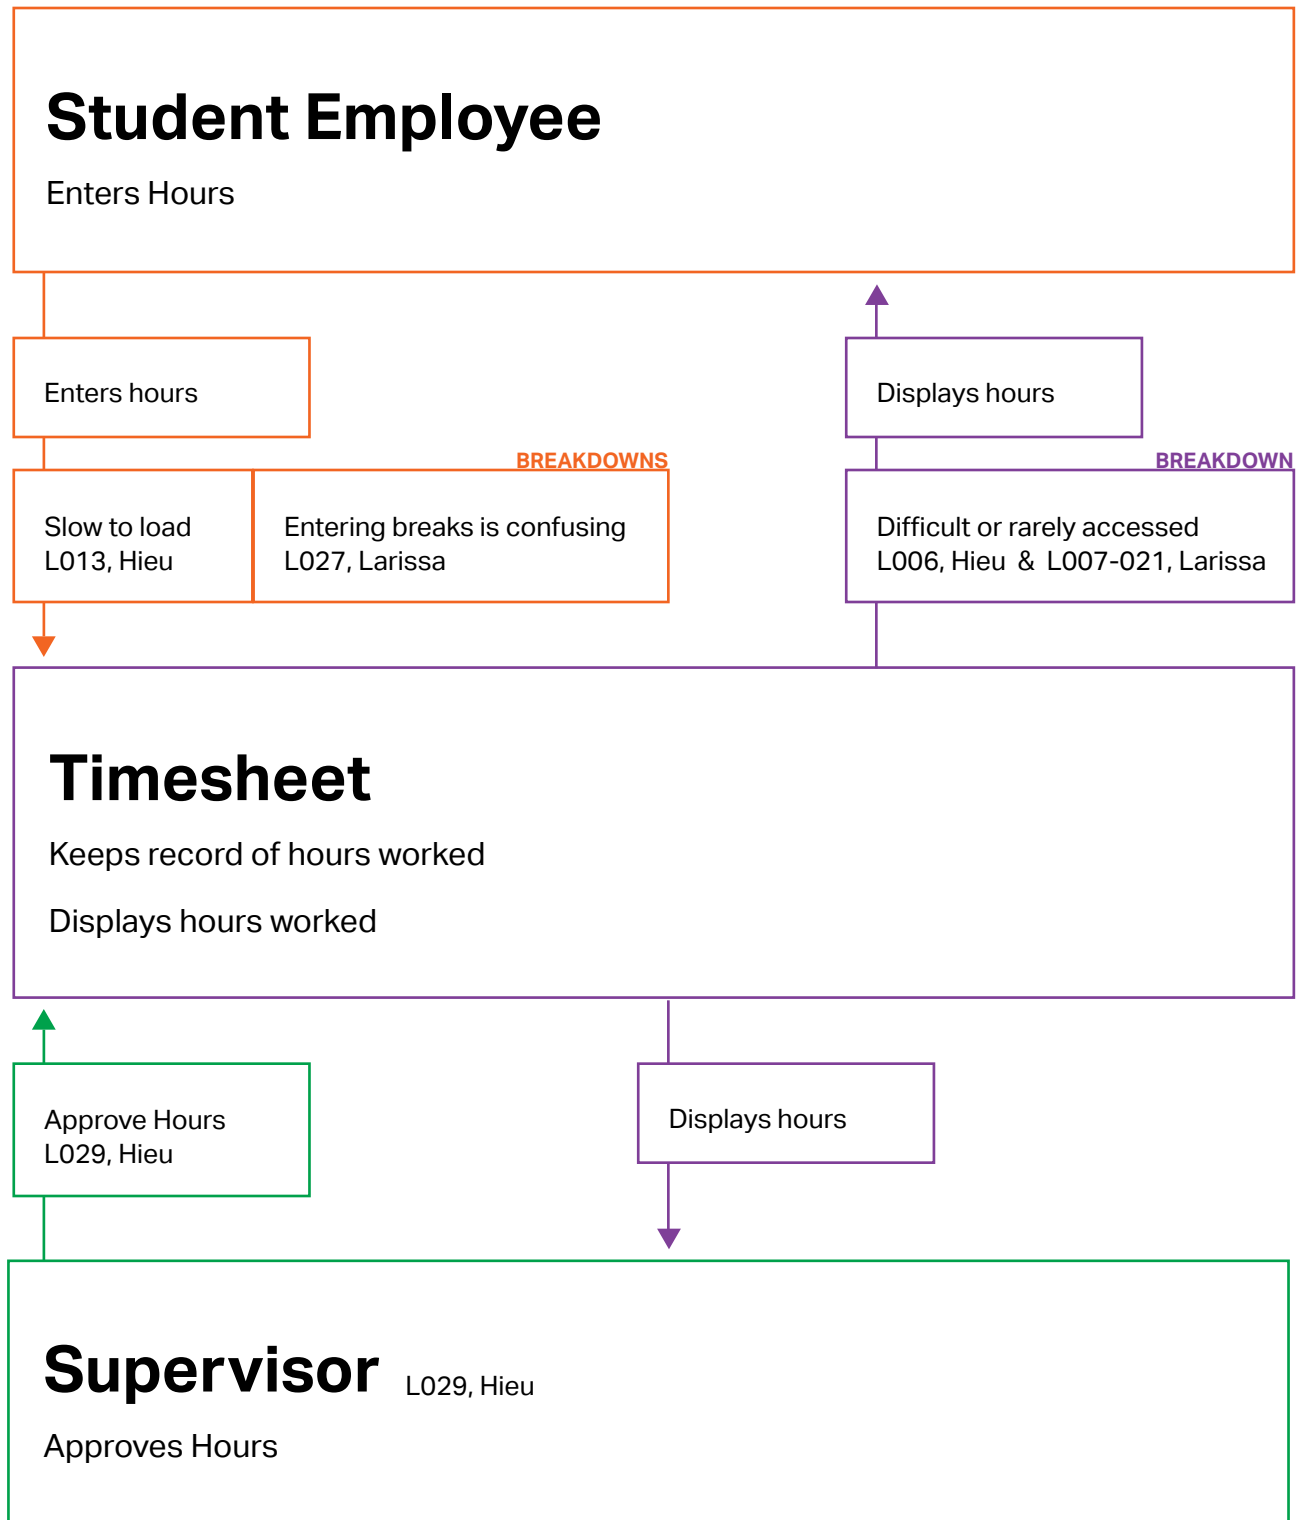 Student Employee
Enters Hours
Enters hours
Displays hours
BREAKDOWNS
BREAKDOWN
Slow to load
L013, Hieu
Entering breaks is confusing
L027, Larissa
Difficult or rarely accessed
L006, Hieu & L007-021, Larissa
Timesheet
Keeps record of hours worked
Displays hours worked
Approve Hours
L029, Hieu
Displays hours
Supervisor L029, Hieu
Approves Hours